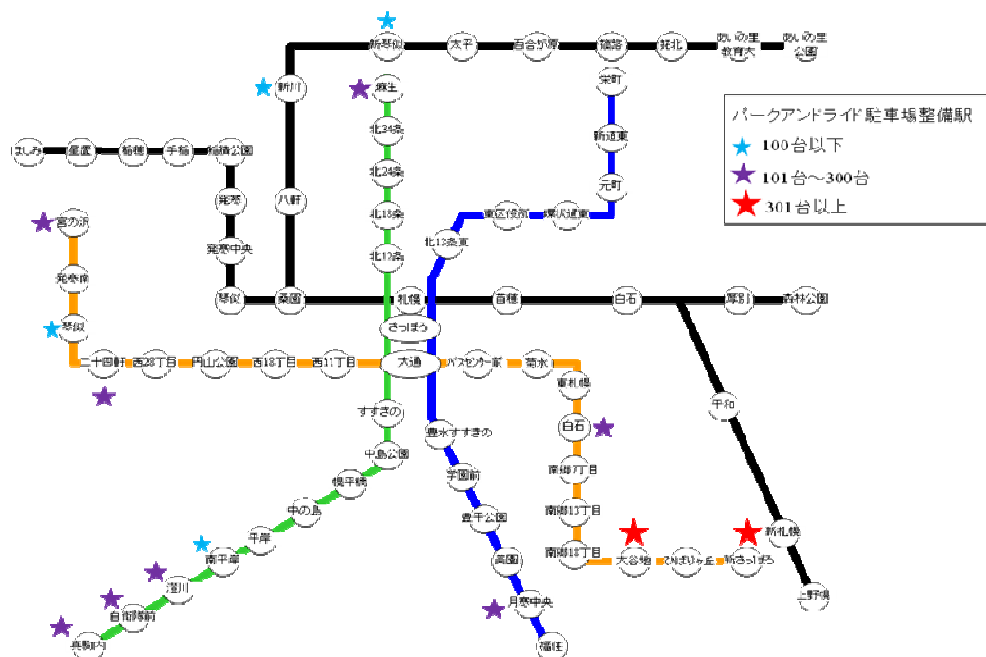 新琴似
太平
百合が原
篠路
拓北
あいの里
教育大
あいの里
公園
新川
麻生
栄町
パークアンドライド駐車場整備駅
100台以下
101台～300台
301台以上
北34条
北24条
北18条
北12条
新道東
元町
環状通東
東区役所
北13条東
ほしみ
星置
稲穂
手稲
稲積公園
発寒
発寒中央
八軒
宮の沢
発寒南
琴似
琴似
桑園
札幌
苗穂
白石
厚別
森林公園
さっぽろ
大通
二十四軒
西28丁目
円山公園
西18丁目
西11丁目
バスセンター前
菊水
東札幌
白石
南郷7丁目
南郷13丁目
南郷18丁目
大谷地
ひばりヶ丘
新さっぽろ
平和
新札幌
上野幌
すすきの
中島公園
幌平橋
中の島
平岸
南平岸
澄川
自衛隊前
真駒内
豊水すすきの
学園前
豊平公園
美園
月寒中央
福住